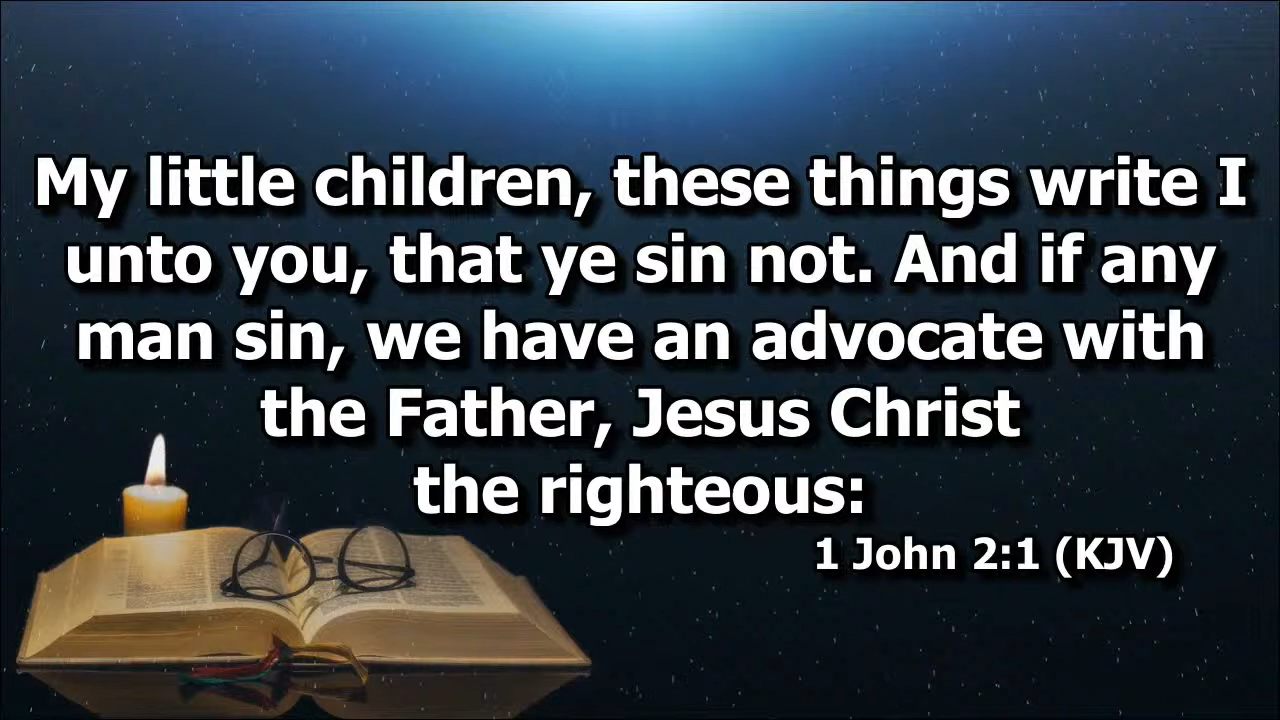 My little children, these things write I
unto you, that ye sin not. And if any
man sin, we have an advocate with
the Father, Jesus Christ
the righteous:
1 John 2:1 (KJV)